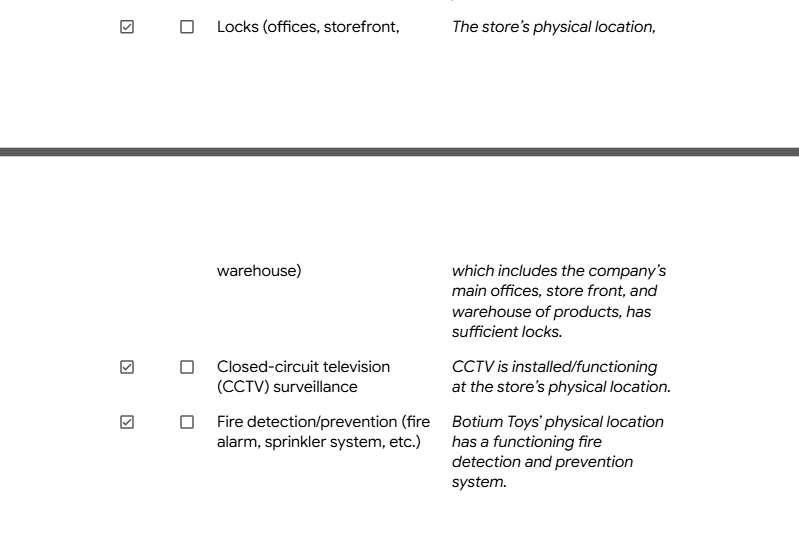 Locks (offices, storefront,
The store's physical location,
warehouse)
which includes the company's
main offices, store front, and
warehouse of products, has
sufficient locks.
Closed-circuit television
(CCTV) surveillance
CCTV is installed/functioning
at the store's physical location.
Fire detection/prevention (fire
alarm, sprinkler system, etc.)
Botium Toys' physical location
has a functioning fire
detection and prevention
system.